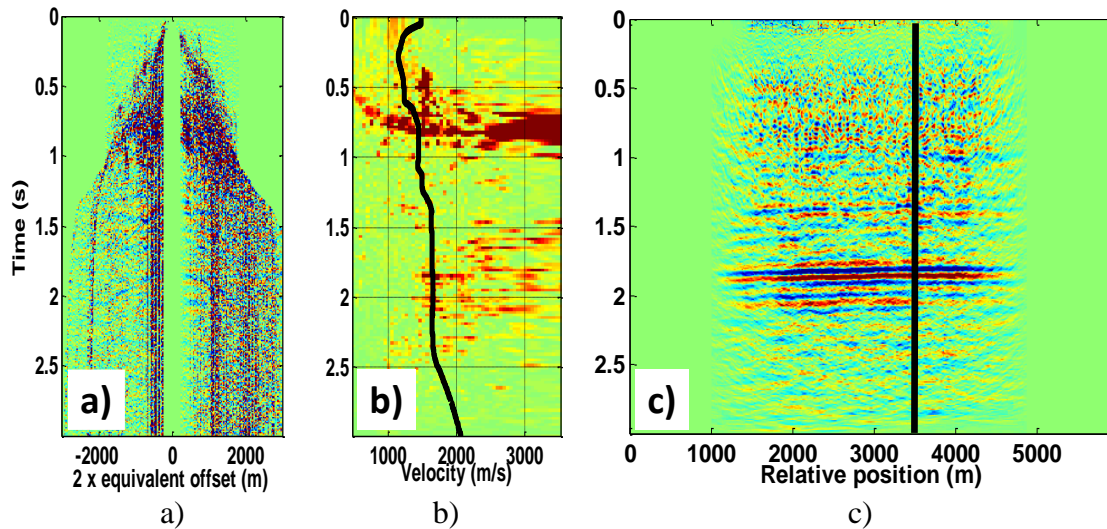 0
0.5
1
1.5
2
2.5
Time (s)
-2000 0 2000
2 x equivalent offset (m)
a)
a)
0
0.5
1
1.5
2
2.5
1000 2000 3000
Velocity (m/s)
b)
b)
0
0.5
1
1.5
2
2.5
0 1000 2000 3000 4000 5000
Relative position (m)
c)
c)